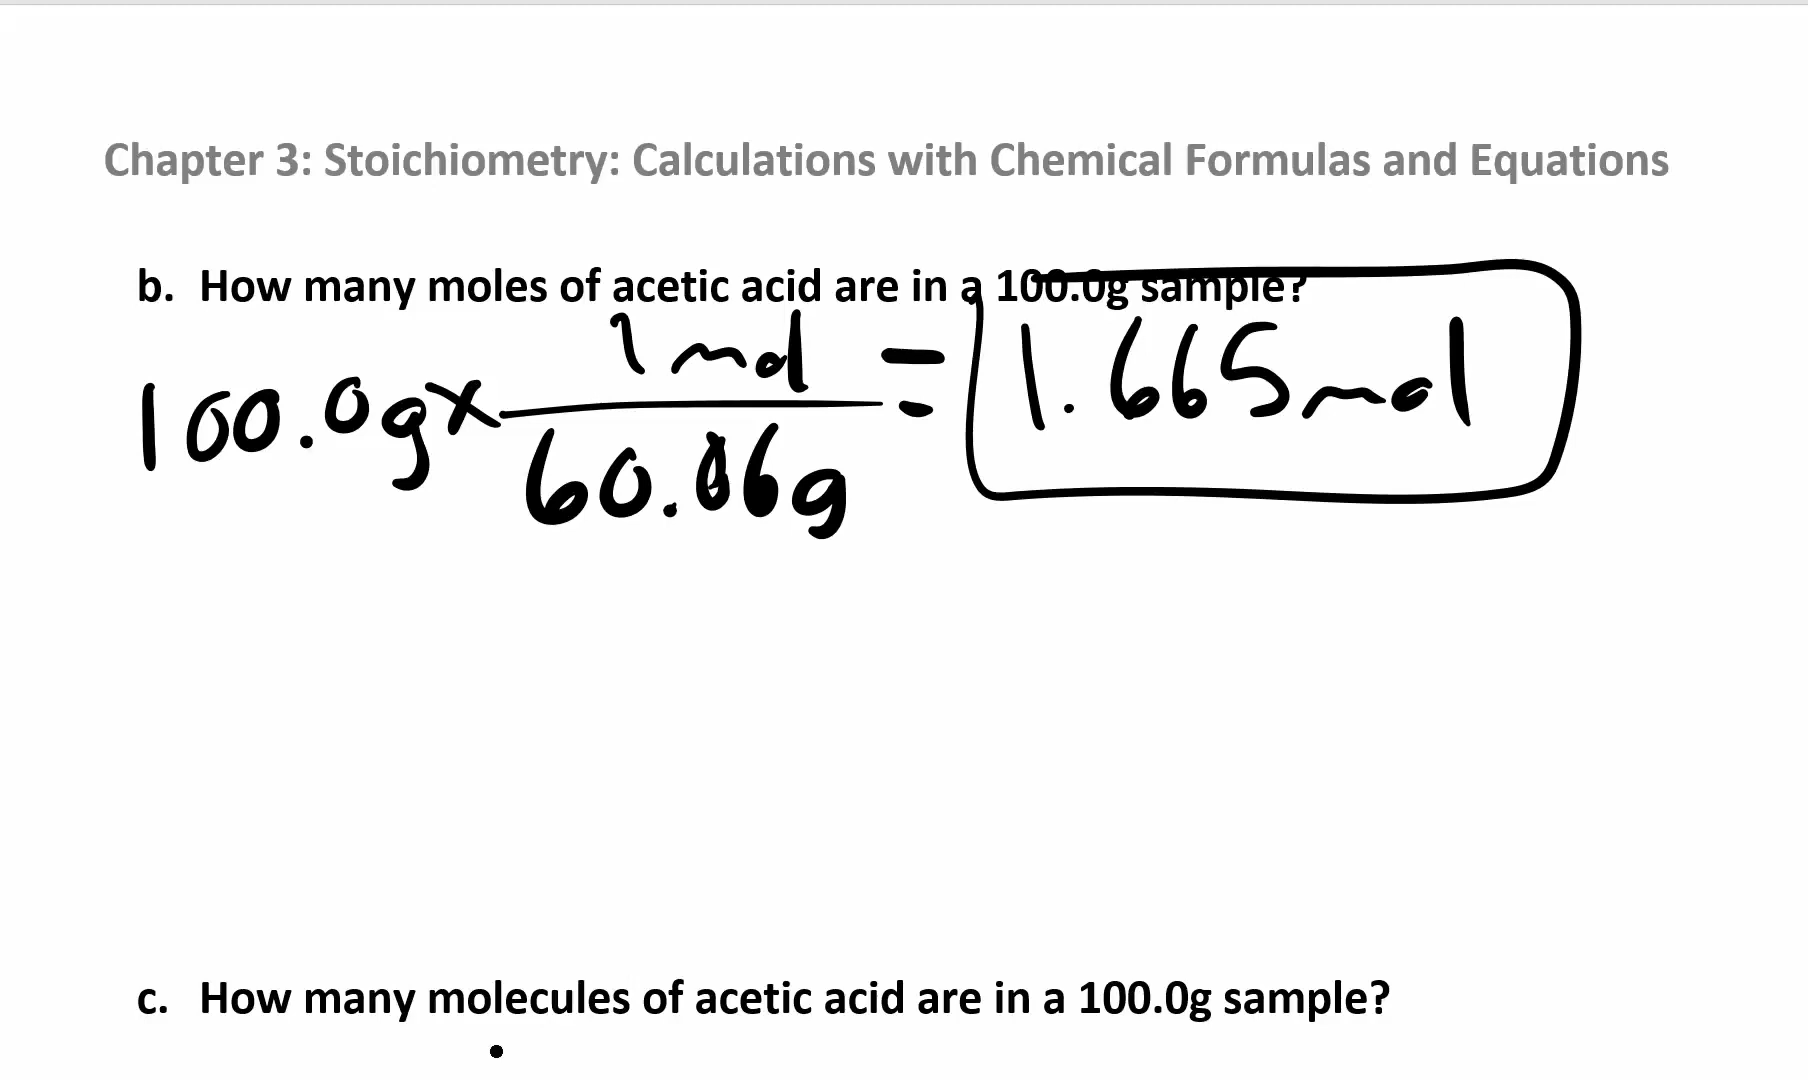 Chapter 3: Stoichiometry: Calculations with Chemical Formulas and Equations
b. How many moles of acetic acid are in a 100.0g sample?
1 mol
100.0g x = 1.665 mol
60.06g
c. How many molecules of acetic acid are in a 100.0g sample?